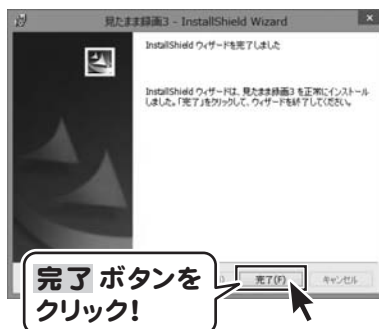 見たまま録画3 - InstallShield Wizard
×
InstallShield ウィザードを完了しました
InstallShield ウィザードは、見たまま録画3 を正常にインストール
しました。「完了」をクリックして、ウィザードを終了してください。
完了(F)
キャンセル
完了 ボタンを
クリック!